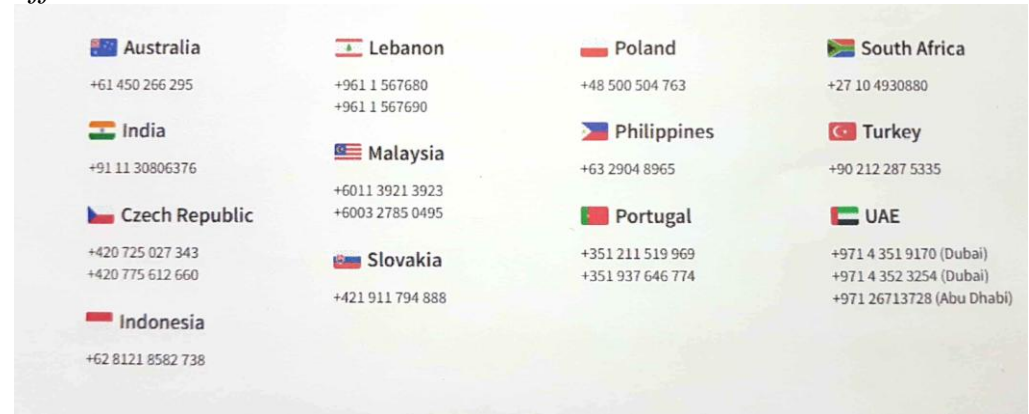 Australia
+61 450 266 295
India
+91 11 30806376
Czech Republic
+420 725 027 343
+420 775 612 660
Indonesia
+62 8121 8582 738
Lebanon
+961 1 567680
+961 1 567690
Malaysia
+6011 3921 3923
+6003 2785 0495
Slovakia
+421 911 794 888
Poland
+48 500 504 763
Philippines
+63 2904 8965
Portugal
+351 211 519 969
+351 937 646 774
South Africa
+27 10 4930880
Turkey
+90 212 287 5335
UAE
+971 4 351 9170 (Dubai)
+971 4 352 3254 (Dubai)
+971 26713728 (Abu Dhabi)